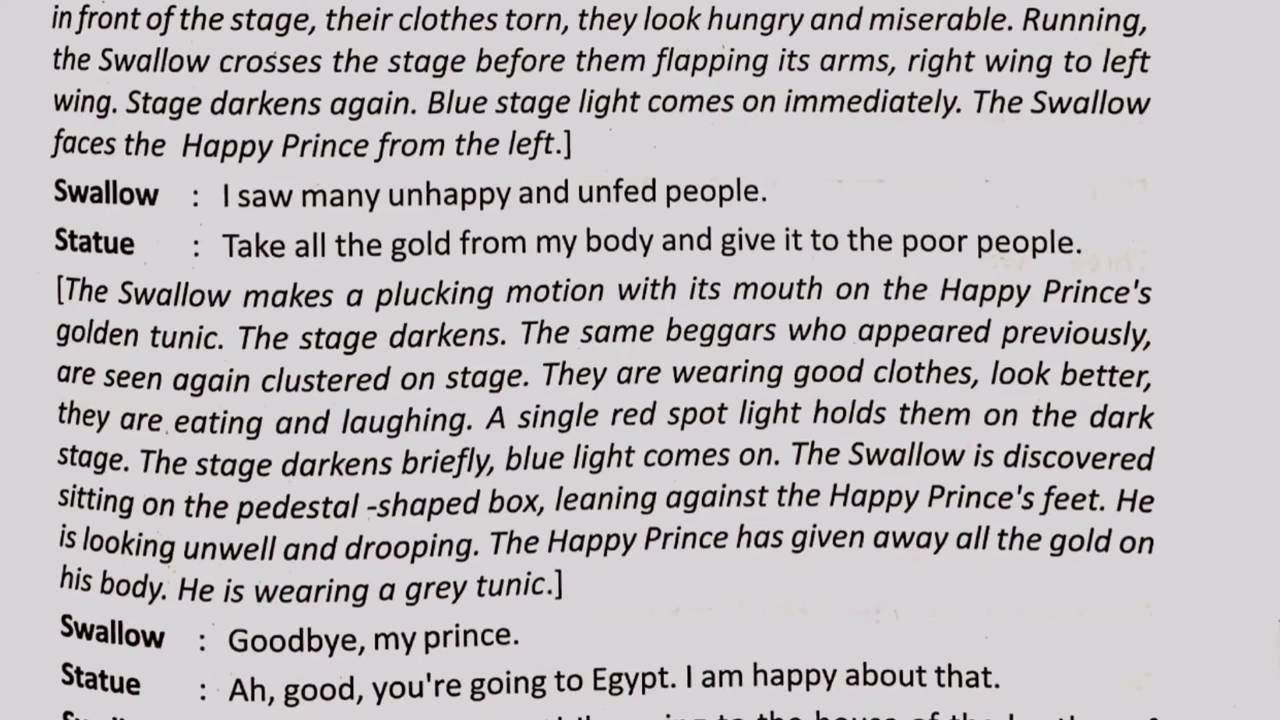 in front of the stage, their clothes torn, they look hungry and miserable. Running,
the Swallow crosses the stage before them flapping its arms, right wing to left
wing. Stage darkens again. Blue stage light comes on immediately. The Swallow
faces the Happy Prince from the left.]
Swallow : I saw many unhappy and unfed people.
Statue : Take all the gold from my body and give it to the poor people.
[The Swallow makes a plucking motion with its mouth on the Happy Prince's
golden tunic. The stage darkens. The same beggars who appeared previously,
are seen again clustered on stage. They are wearing good clothes, look better,
they are eating and laughing. A single red spot light holds them on the dark
stage. The stage darkens briefly, blue light comes on. The Swallow is discovered
sitting on the pedestal -shaped box, leaning against the Happy Prince's feet. He
is looking unwell and drooping. The Happy Prince has given away all the gold on
his body. He is wearing a grey tunic.]
Swallow : Goodbye, my prince.
Statue : Ah, good, you're going to Egypt. I am happy about that.
to the house of the